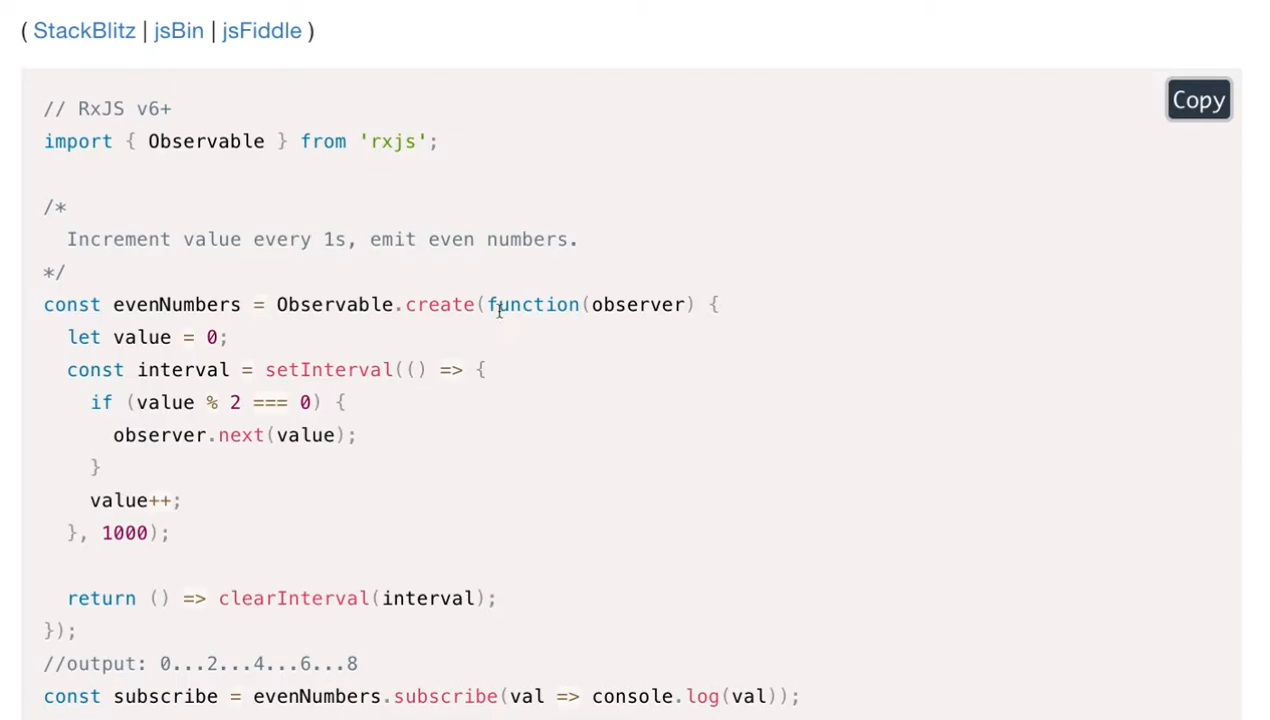 ( StackBlitz | jsBin | jsFiddle )
Copy
// RxJS v6+
import { Observable } from 'rxjs';
/*
  Increment value every 1s, emit even numbers.
*/
const evenNumbers = Observable.create(function(observer) {
  let value = 0;
  const interval = setInterval(() => {
    if (value % 2 === 0) {
      observer.next(value);
    }
    value++;
  }, 1000);
  return () => clearInterval(interval);
});
//output: 0...2...4...6...8
const subscribe = evenNumbers.subscribe(val => console.log(val));